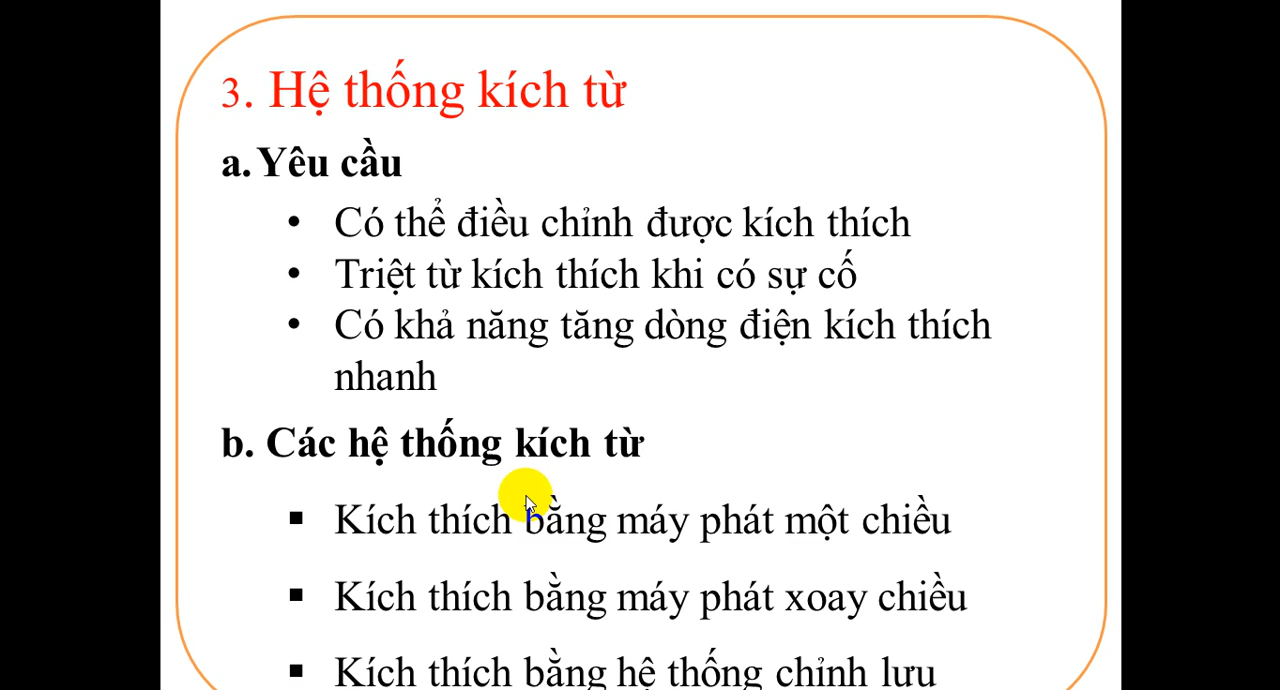 3. Hệ thống kích từ
a. Yêu cầu
• Có thể điều chỉnh được kích thích
• Triệt từ kích thích khi có sự cố
• Có khả năng tăng dòng điện kích thích
nhanh
b. Các hệ thống kích từ
▪ Kích thích bằng máy phát một chiều
▪ Kích thích bằng máy phát xoay chiều
▪ Kích thích bằng hệ thống chỉnh lưu